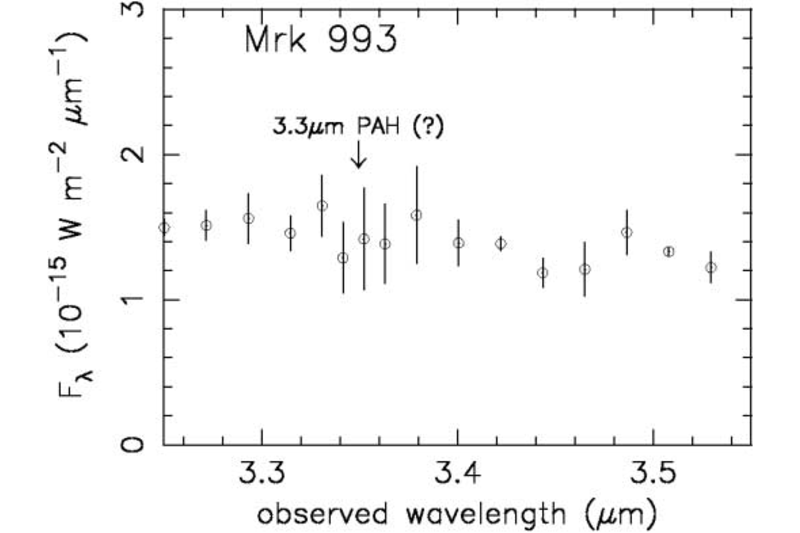 Mrk 993
3.3μm PAH (?)
F_λ (10^−15 W m^−2 μm^−1)
3
2
1
0
3.3 3.4 3.5
observed wavelength (μm)